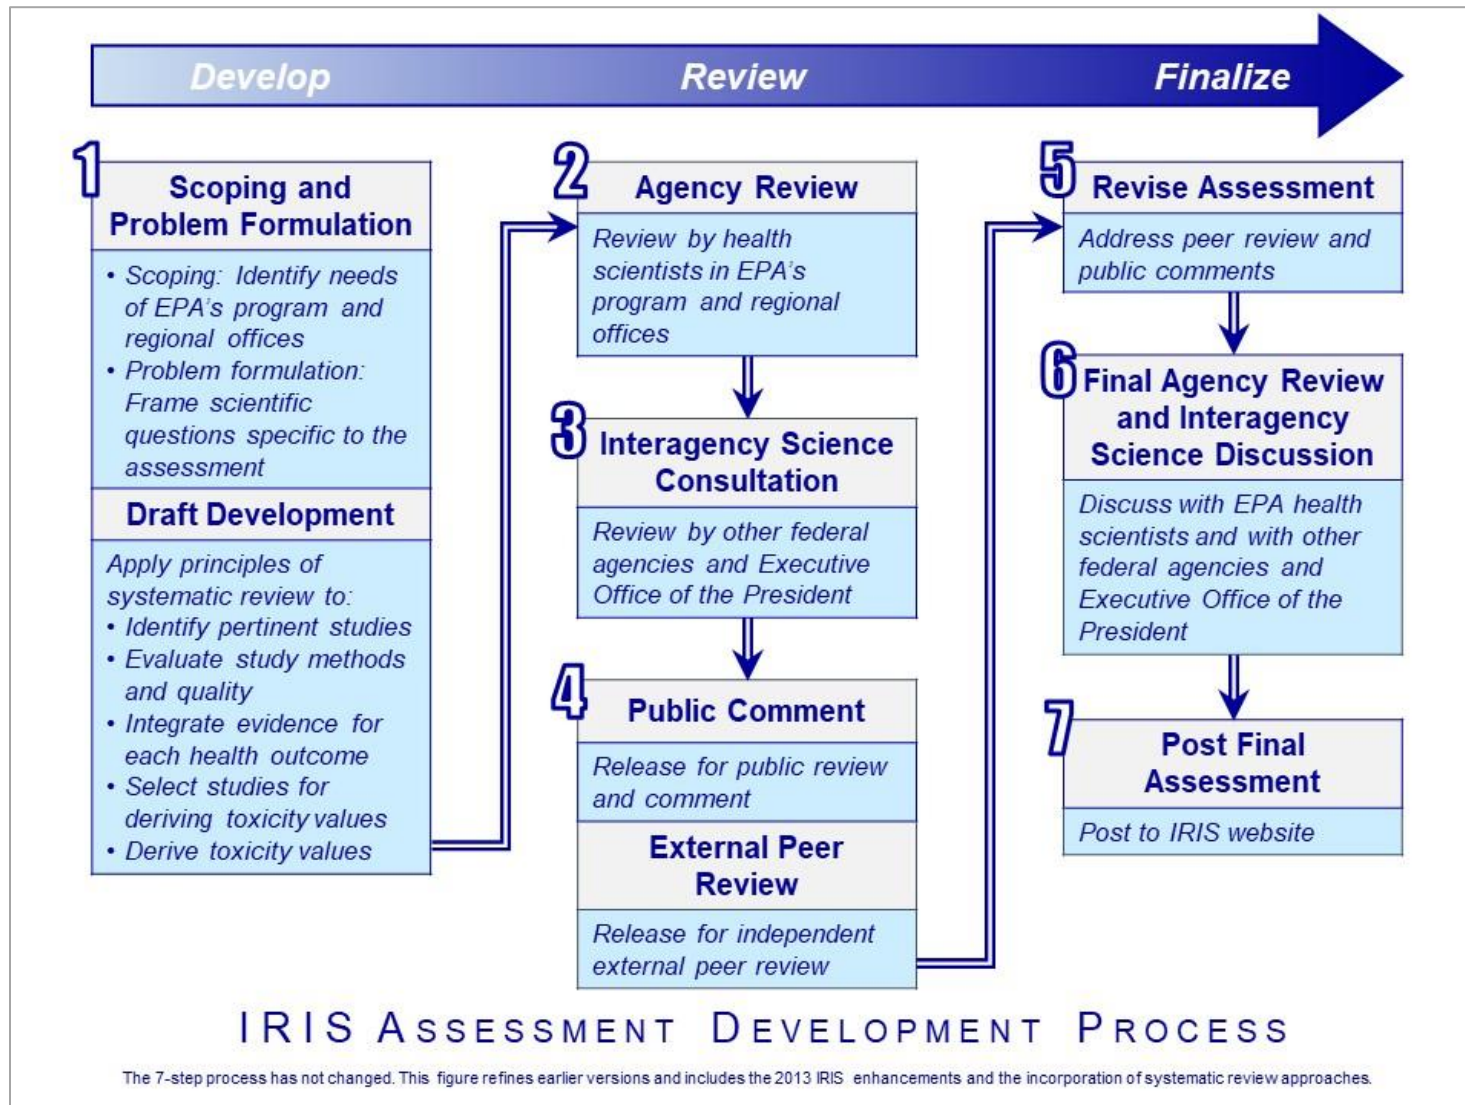 Develop
Review
Finalize
1
Scoping and
Problem Formulation
• Scoping: Identify needs
of EPA's program and
regional offices
• Problem formulation:
Frame scientific
questions specific to the
assessment
Draft Development
Apply principles of
systematic review to:
• Identify pertinent studies
• Evaluate study methods
and quality
• Integrate evidence for
each health outcome
• Select studies for
deriving toxicity values
• Derive toxicity values
2
Agency Review
Review by health
scientists in EPA's
program and regional
offices
3
Interagency Science
Consultation
Review by other federal
agencies and Executive
Office of the President
4
Public Comment
Release for public review
and comment
External Peer
Review
Release for independent
external peer review
5
Revise Assessment
Address peer review and
public comments
6
Final Agency Review
and Interagency
Science Discussion
Discuss with EPA health
scientists and with other
federal agencies and
Executive Office of the
President
7
Post Final
Assessment
Post to IRIS website
IRIS ASSESSMENT DEVELOPMENT PROCESS
The 7-step process has not changed. This figure refines earlier versions and includes the 2013 IRIS enhancements and the incorporation of systematic review approaches.